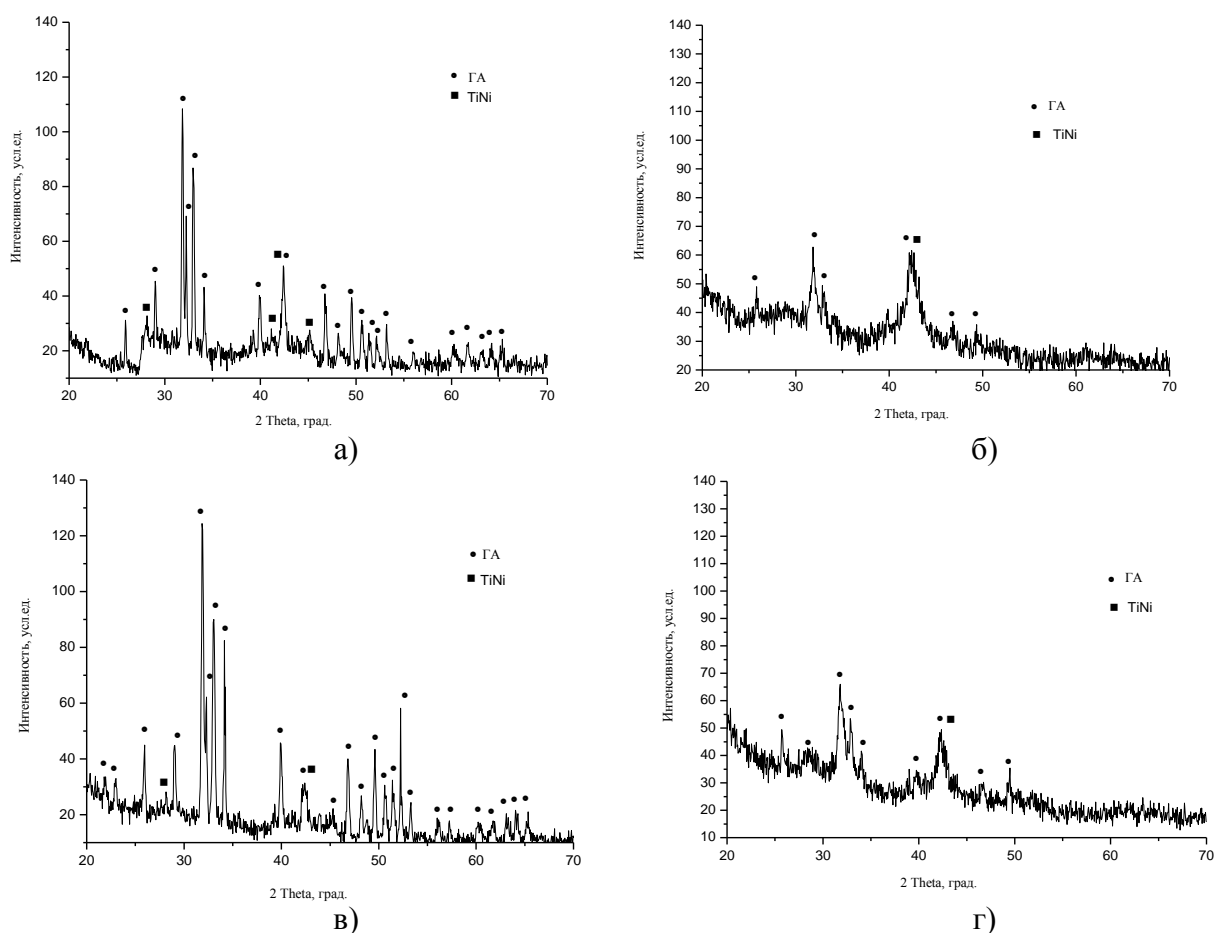 140
120
100
80
60
40
20
Интенсивность, усл.ед.
● ГА
■ TiNi
20 30 40 50 60 70
2 Theta, град.
а)
140
130
120
110
100
90
80
70
60
50
40
30
20
Интенсивность, усл.ед.
● ГА
■ TiNi
20 30 40 50 60 70
2 Theta, град.
б)
140
120
100
80
60
40
20
Интенсивность, усл.ед.
● ГА
■ TiNi
20 30 40 50 60 70
2 Theta, град.
в)
140
130
120
110
100
90
80
70
60
50
40
30
20
10
Интенсивность, усл.ед.
● ГА
■ TiNi
20 30 40 50 60 70
2 Theta, град.
г)